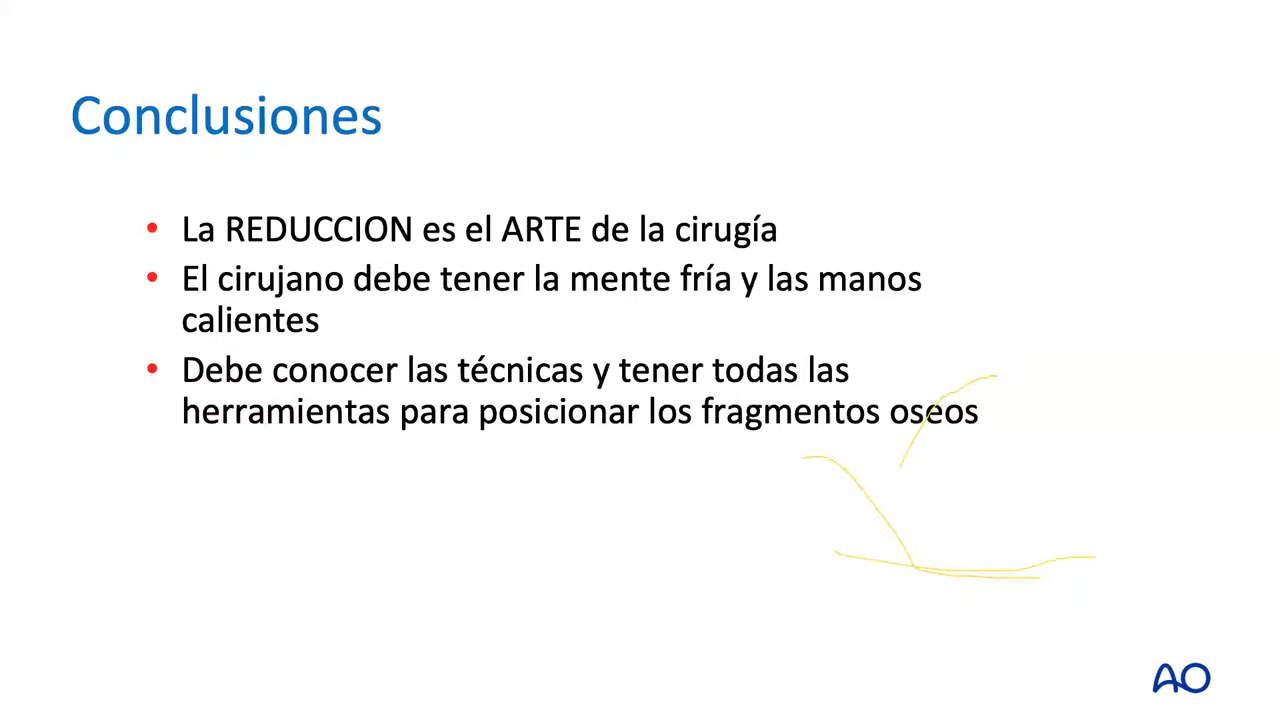 Conclusiones
• La REDUCCION es el ARTE de la cirugía
• El cirujano debe tener la mente fría y las manos
calientes
• Debe conocer las técnicas y tener todas las
herramientas para posicionar los fragmentos oseos
AO